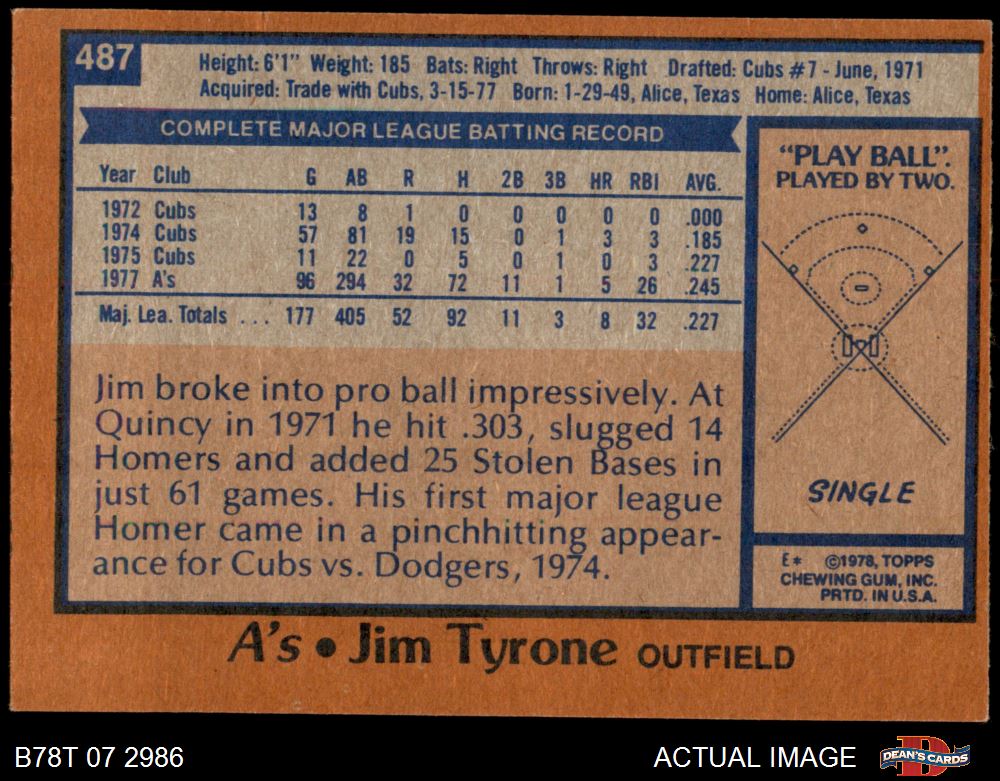 487
Height: 6'1" Weight: 185 Bats: Right Throws: Right Drafted: Cubs #7 - June, 1971
Acquired: Trade with Cubs, 3-15-77 Born: 1-29-49, Alice, Texas Home: Alice, Texas
COMPLETE MAJOR LEAGUE BATTING RECORD
Year Club G AB R H 2B 3B HR RBI AVG.
1972 Cubs 13 8 1 0 0 0 0 0 .000
1974 Cubs 57 81 19 15 0 1 3 3 .185
1975 Cubs 11 22 0 5 0 1 0 3 .227
1977 A's 96 294 32 72 11 1 5 26 .245
Maj. Lea. Totals ... 177 405 52 92 11 3 8 32 .227
Jim broke into pro ball impressively. At
Quincy in 1971 he hit .303, slugged 14
Homers and added 25 Stolen Bases in
just 61 games. His first major league
Homer came in a pinchhitting appear-
ance for Cubs vs. Dodgers, 1974.
"PLAY BALL".
PLAYED BY TWO.
SINGLE
E* ©1978, TOPPS
CHEWING GUM, INC.
PRTD. IN U.S.A.
A's • Jim Tyrone OUTFIELD
B78T 07 2986
ACTUAL IMAGE
DEAN'S CARDS